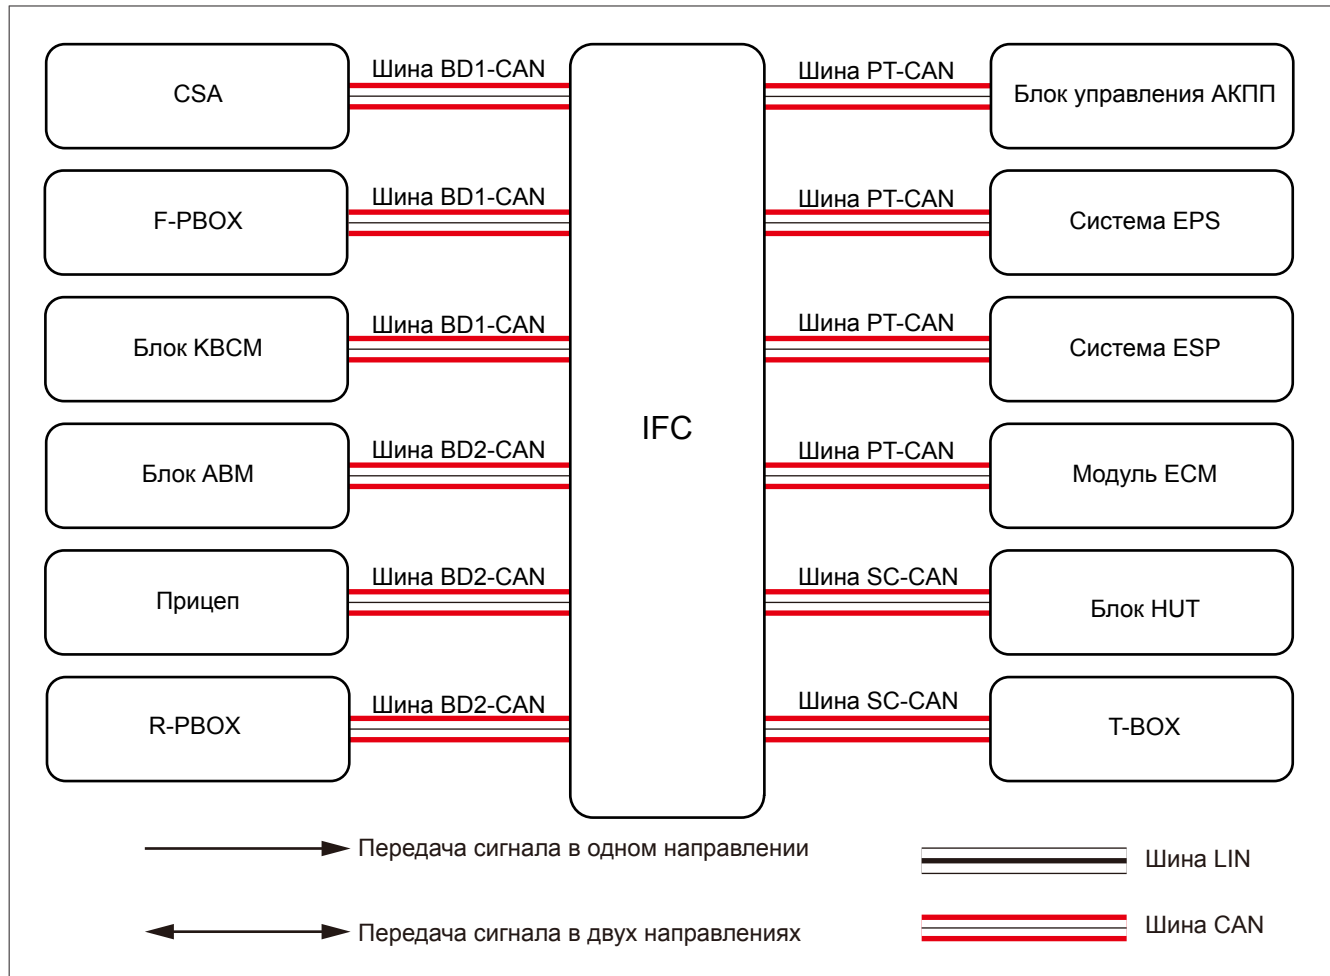 CSA
Шина BD1-CAN
Шина PT-CAN
Блок управления АКПП
F-PBOX
Шина BD1-CAN
Шина PT-CAN
Система EPS
Блок KBCM
Шина BD1-CAN
Шина PT-CAN
Система ESP
IFC
Блок ABM
Шина BD2-CAN
Шина PT-CAN
Модуль ECM
Прицеп
Шина BD2-CAN
Шина SC-CAN
Блок HUT
R-PBOX
Шина BD2-CAN
Шина SC-CAN
T-BOX
Передача сигнала в одном направлении
Шина LIN
Передача сигнала в двух направлениях
Шина CAN